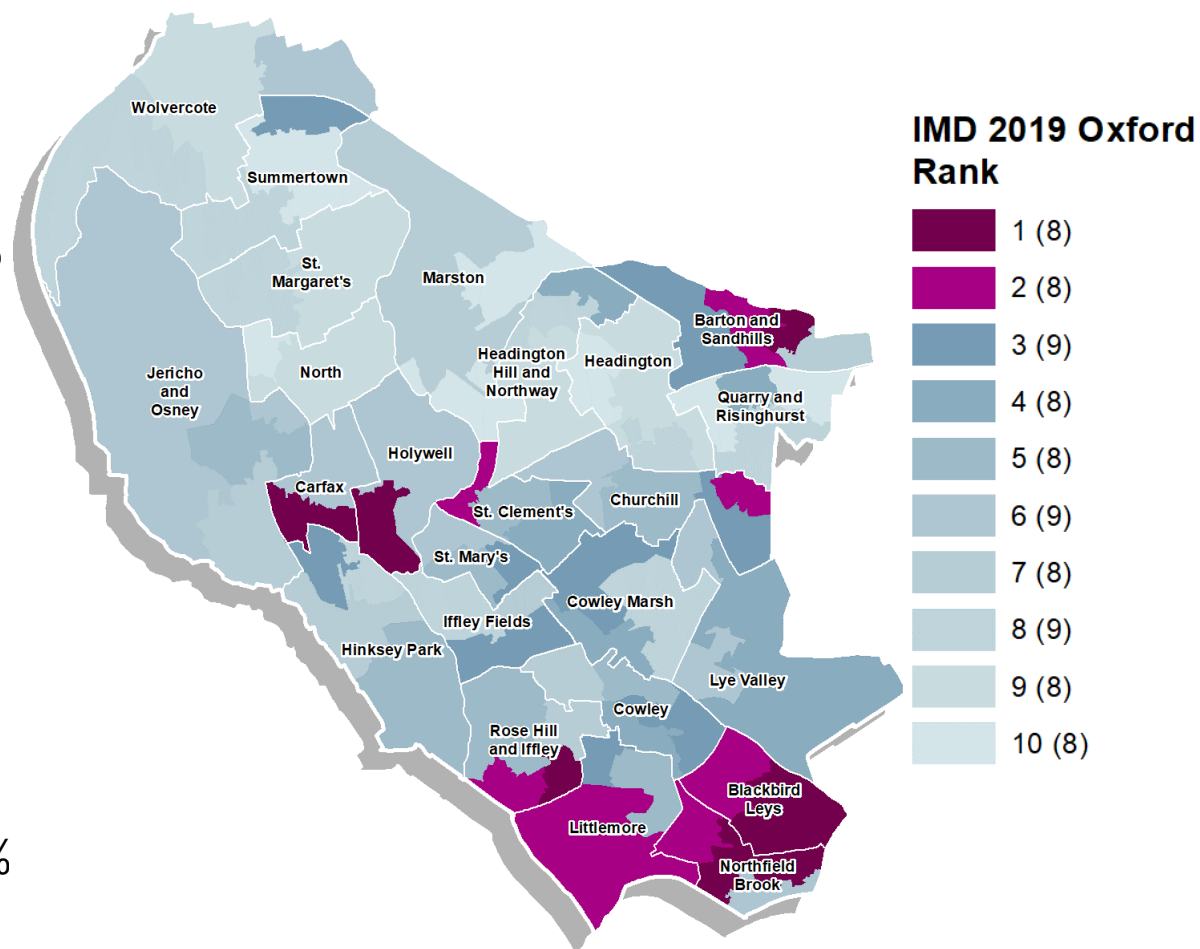 IMD 2019 Oxford
Rank
1 (8)
2 (8)
3 (9)
4 (8)
5 (8)
6 (9)
7 (8)
8 (9)
9 (8)
10 (8)
Wolvercote
Summertown
St.
Margaret's
Marston
Barton and
Sandhills
Jericho
and
Osney
North
Headington
Hill and
Northway
Headington
Quarry and
Risinghurst
Holywell
Carfax
St. Clement's
Churchill
St. Mary's
Cowley Marsh
Iffley Fields
Hinksey Park
Lye Valley
Cowley
Rose Hill
and Iffley
Blackbird
Leys
Littlemore
Northfield
Brook
%